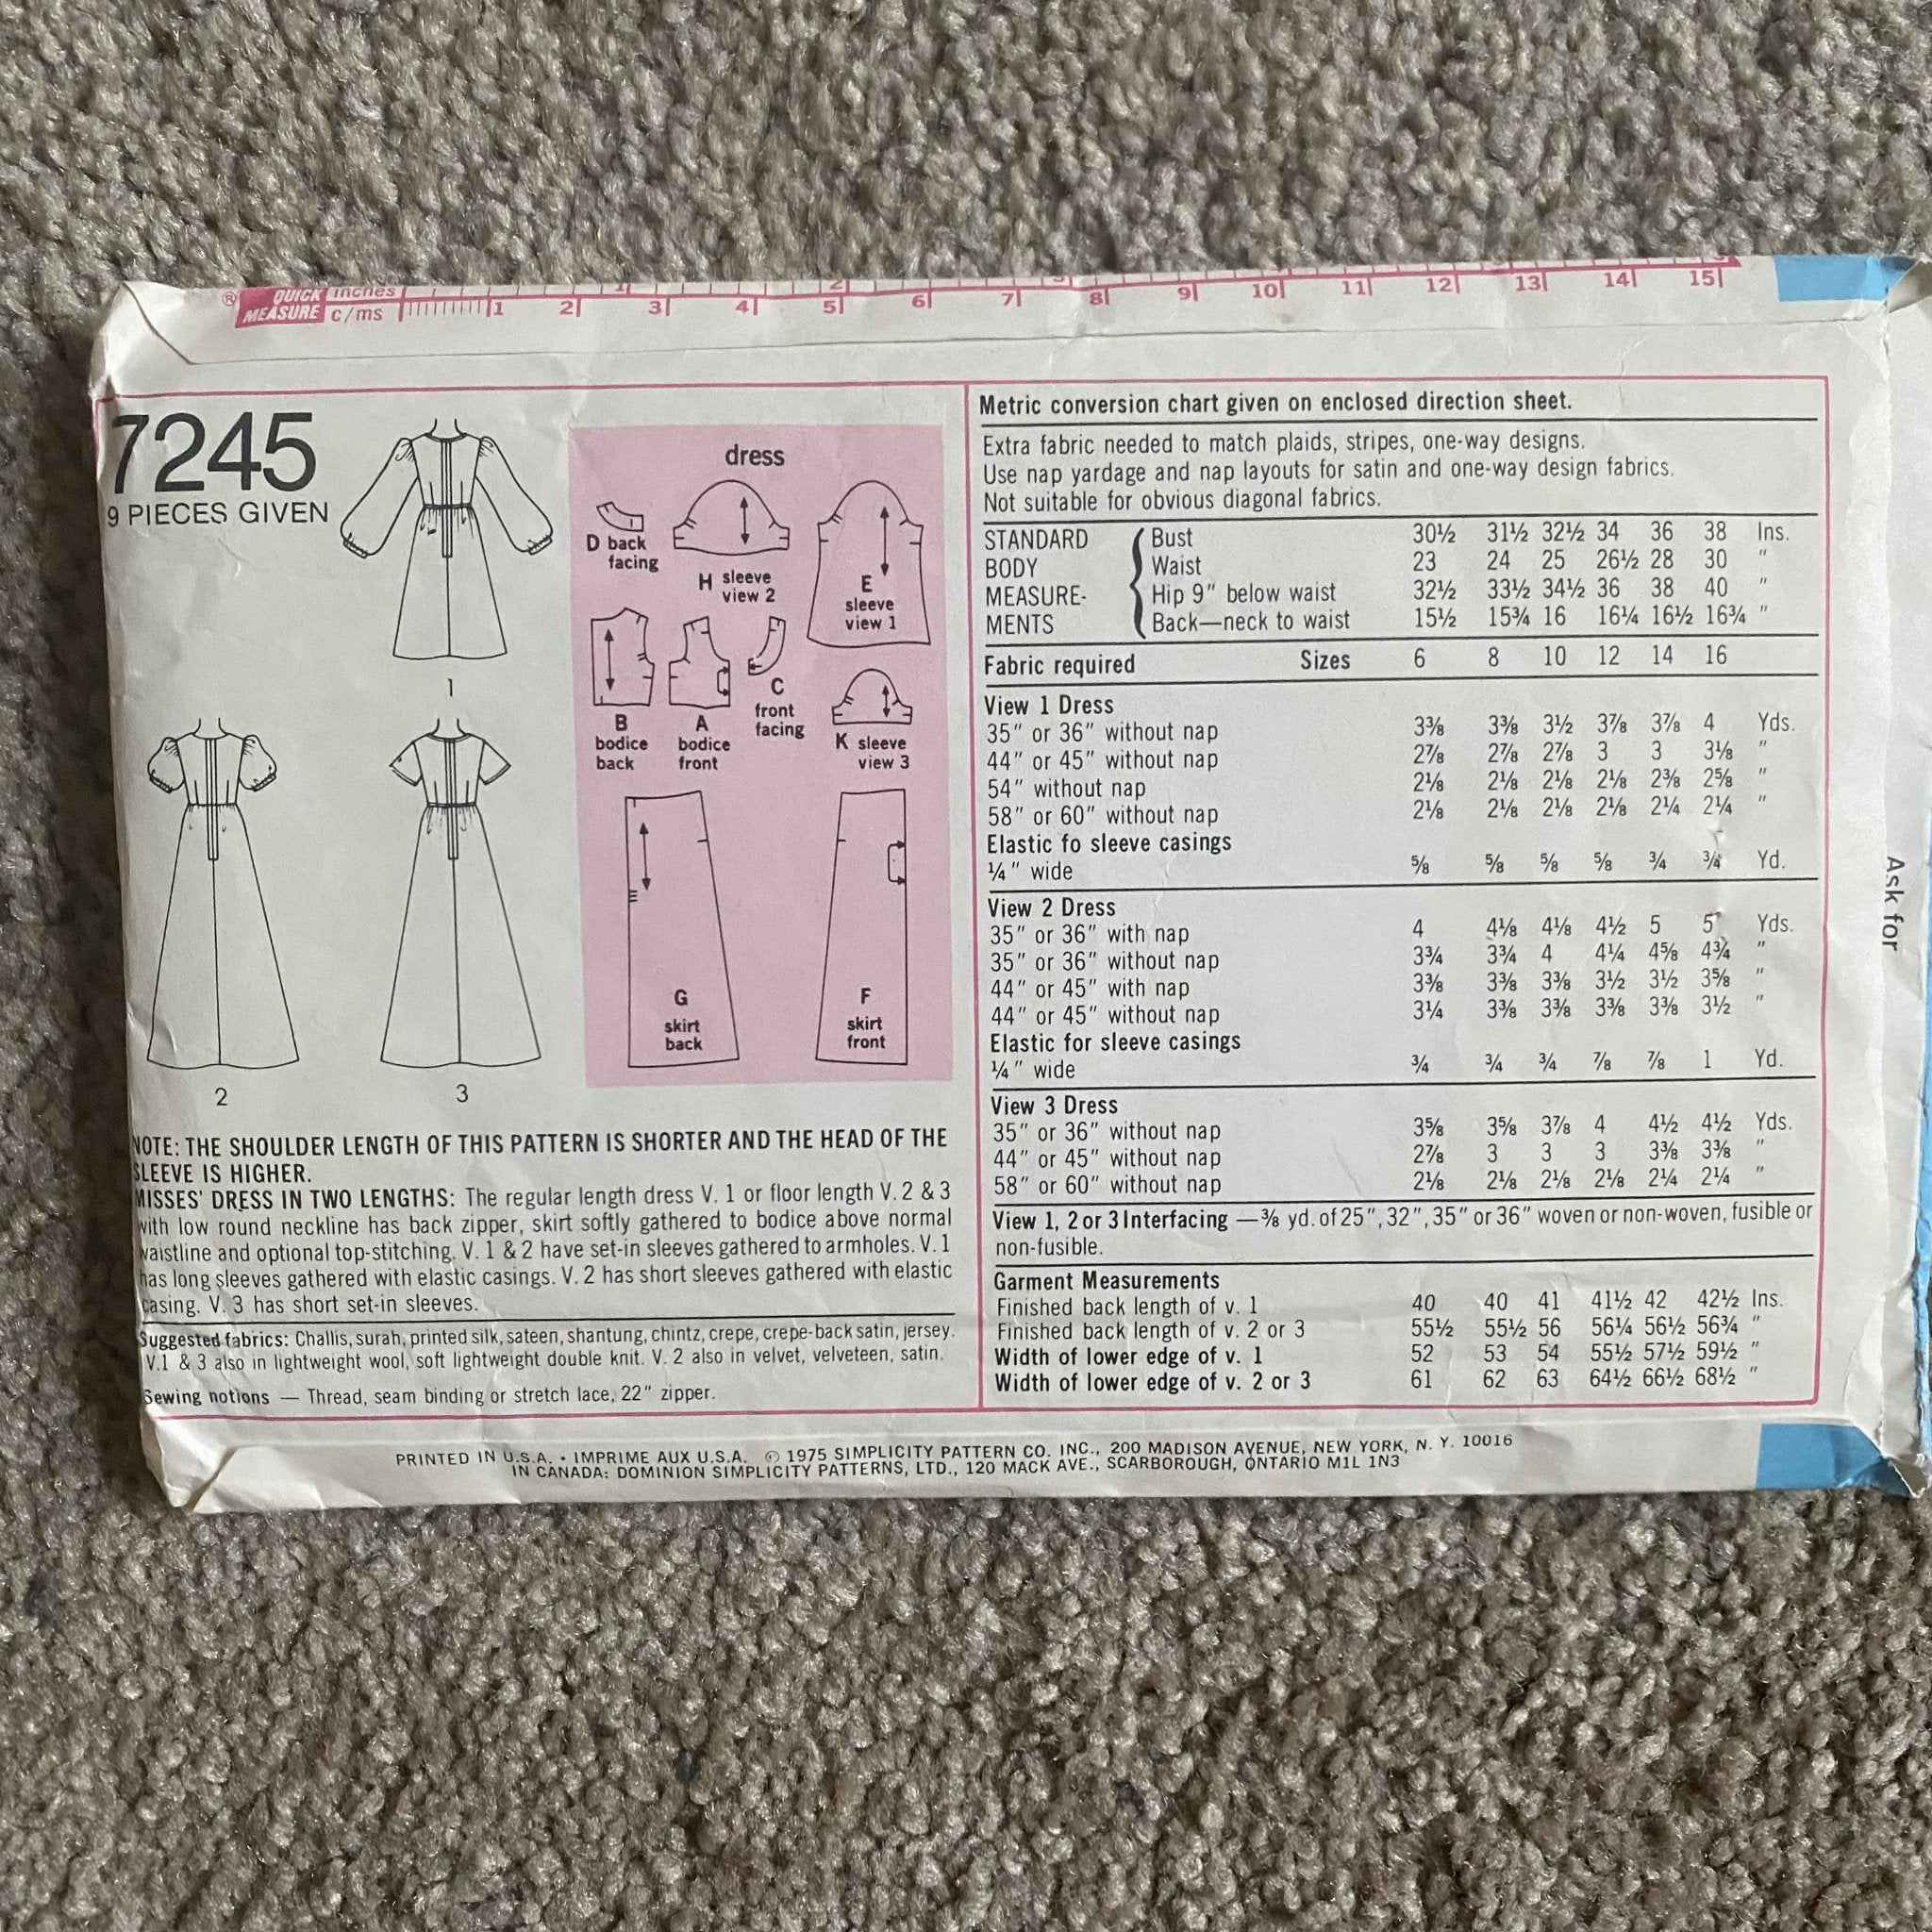 ® QUICK inches
MEASURE c/ms 1 2 3 4 5 6 7 8 9 10 11 12 13 14 15
7245
9 PIECES GIVEN
1
2
3
dress
D back
facing
H sleeve
view 2
E
sleeve
view 1
B
bodice
back
A
bodice
front
C
front
facing
K sleeve
view 3
G
skirt
back
F
skirt
front
NOTE: THE SHOULDER LENGTH OF THIS PATTERN IS SHORTER AND THE HEAD OF THE
SLEEVE IS HIGHER.
MISSES' DRESS IN TWO LENGTHS: The regular length dress V. 1 or floor length V. 2 & 3
with low round neckline has back zipper, skirt softly gathered to bodice above normal
waistline and optional top-stitching. V. 1 & 2 have set-in sleeves gathered to armholes. V. 1
has long sleeves gathered with elastic casings. V. 2 has short sleeves gathered with elastic
casing. V. 3 has short set-in sleeves.
Suggested fabrics: Challis, surah, printed silk, sateen, shantung, chintz, crepe, crepe-back satin, jersey.
V.1 & 3 also in lightweight wool, soft lightweight double knit. V. 2 also in velvet, velveteen, satin.
Sewing notions — Thread, seam binding or stretch lace, 22" zipper.
Metric conversion chart given on enclosed direction sheet.
Extra fabric needed to match plaids, stripes, one-way designs.
Use nap yardage and nap layouts for satin and one-way design fabrics.
Not suitable for obvious diagonal fabrics.
STANDARD Bust 30½ 31½ 32½ 34 36 38 Ins.
BODY Waist 23 24 25 26½ 28 30 "
MEASURE- Hip 9" below waist 32½ 33½ 34½ 36 38 40 "
MENTS Back—neck to waist 15½ 15¾ 16 16¼ 16½ 16¾ "
Fabric required Sizes 6 8 10 12 14 16
View 1 Dress
35" or 36" without nap 3⅜ 3⅜ 3½ 3⅞ 3⅞ 4 Yds.
44" or 45" without nap 2⅞ 2⅞ 2⅞ 3 3 3⅛ "
54" without nap 2⅛ 2⅛ 2⅛ 2⅛ 2⅜ 2⅝ "
58" or 60" without nap 2⅛ 2⅛ 2⅛ 2⅛ 2¼ 2¼ "
Elastic fo sleeve casings
¼" wide ⅝ ⅝ ⅝ ⅝ ¾ ¾ Yd.
View 2 Dress
35" or 36" with nap 4 4⅛ 4⅛ 4½ 5 5 Yds.
35" or 36" without nap 3¾ 3¾ 4 4¼ 4⅝ 4¾ "
44" or 45" with nap 3⅜ 3⅜ 3⅜ 3½ 3½ 3⅝ "
44" or 45" without nap 3¼ 3⅜ 3⅜ 3⅜ 3⅜ 3½ "
Elastic for sleeve casings
¼" wide ¾ ¾ ¾ ⅞ ⅞ 1 Yd.
View 3 Dress
35" or 36" without nap 3⅝ 3⅝ 3⅞ 4 4½ 4½ Yds.
44" or 45" without nap 2⅞ 3 3 3 3⅜ 3⅜ "
58" or 60" without nap 2⅛ 2⅛ 2⅛ 2⅛ 2¼ 2¼ "
View 1, 2 or 3 Interfacing — ⅜ yd. of 25", 32", 35" or 36" woven or non-woven, fusible or
non-fusible.
Garment Measurements
Finished back length of v. 1 40 40 41 41½ 42 42½ Ins.
Finished back length of v. 2 or 3 55½ 55½ 56 56¼ 56½ 56¾ "
Width of lower edge of v. 1 52 53 54 55½ 57½ 59½ "
Width of lower edge of v. 2 or 3 61 62 63 64½ 66½ 68½ "
PRINTED IN U.S.A. • IMPRIME AUX U.S.A. © 1975 SIMPLICITY PATTERN CO. INC., 200 MADISON AVENUE, NEW YORK, N. Y. 10016
IN CANADA: DOMINION SIMPLICITY PATTERNS, LTD., 120 MACK AVE., SCARBOROUGH, ONTARIO M1L 1N3
Ask for